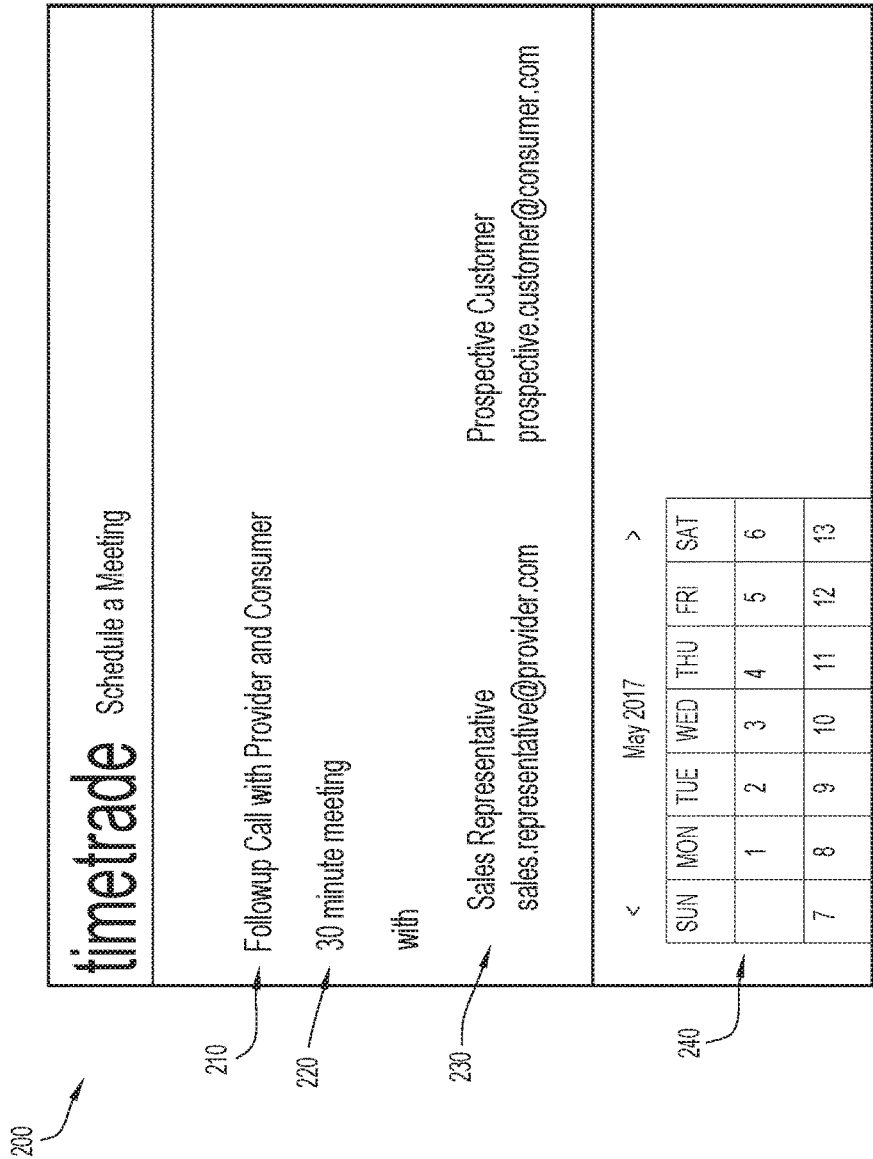 200
timetrade Schedule a Meeting
210 Followup Call with Provider and Consumer
220 30 minute meeting
with
230 Sales Representative Prospective Customer
sales.representative@provider.com prospective.customer@consumer.com
< May 2017 >
SUN MON TUE WED THU FRI SAT
240 1 2 3 4 5 6
7 8 9 10 11 12 13